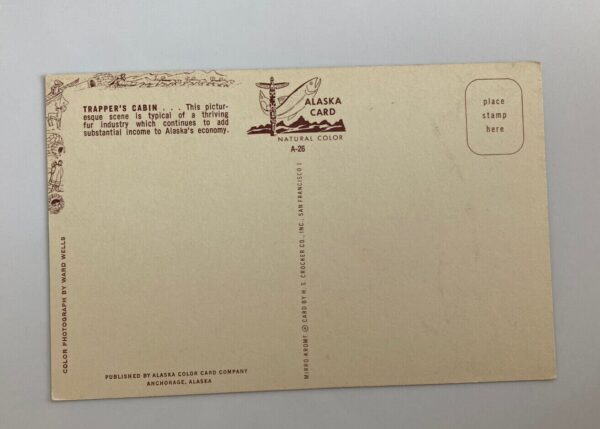 TRAPPER'S CABIN . . . This pictur-
esque scene is typical of a thriving
fur industry which continues to add
substantial income to Alaska's economy.
ALASKA
CARD
NATURAL COLOR
A-26
place
stamp
here
COLOR PHOTOGRAPH BY WARD WELLS
MIRRO KROME ® CARD BY H. S. CROCKER CO., INC., SAN FRANCISCO 1
PUBLISHED BY ALASKA COLOR CARD COMPANY
ANCHORAGE, ALASKA